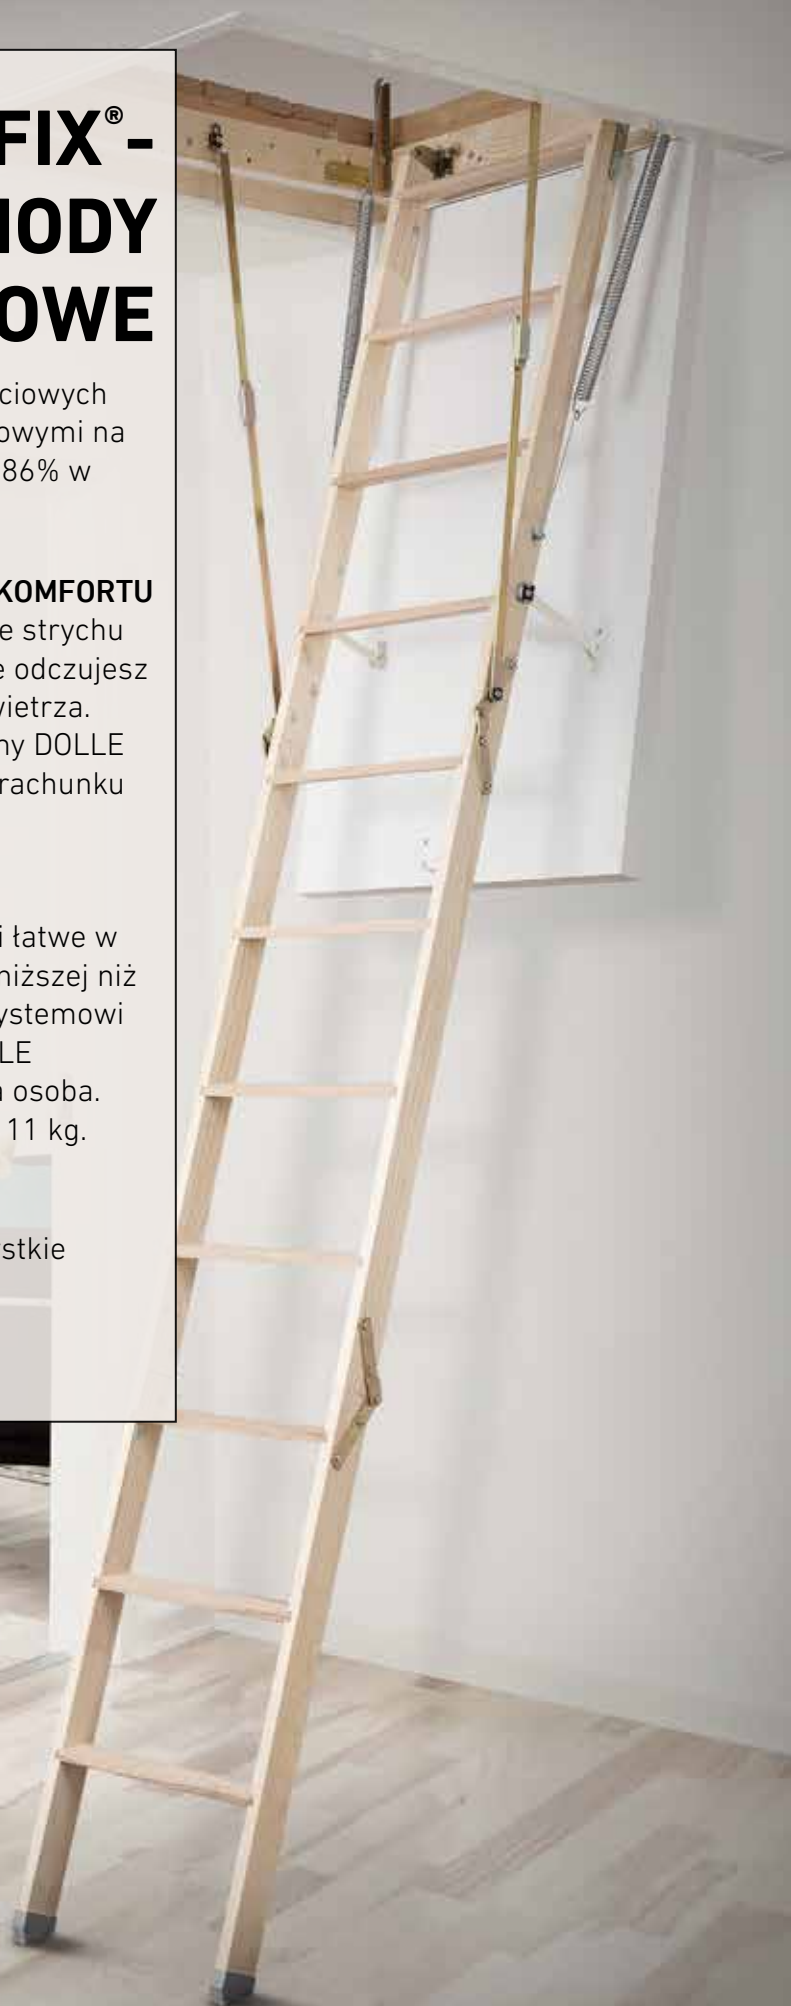 FIX®-
HODY
OWE
ciowych
owymi na
86% w
KOMFORTU
e strychu
e odczujesz
wietrza.
ny DOLLE
rachunku
i łatwe w
niższej niż
ystemowi
LE
a osoba.
11 kg.
stkie